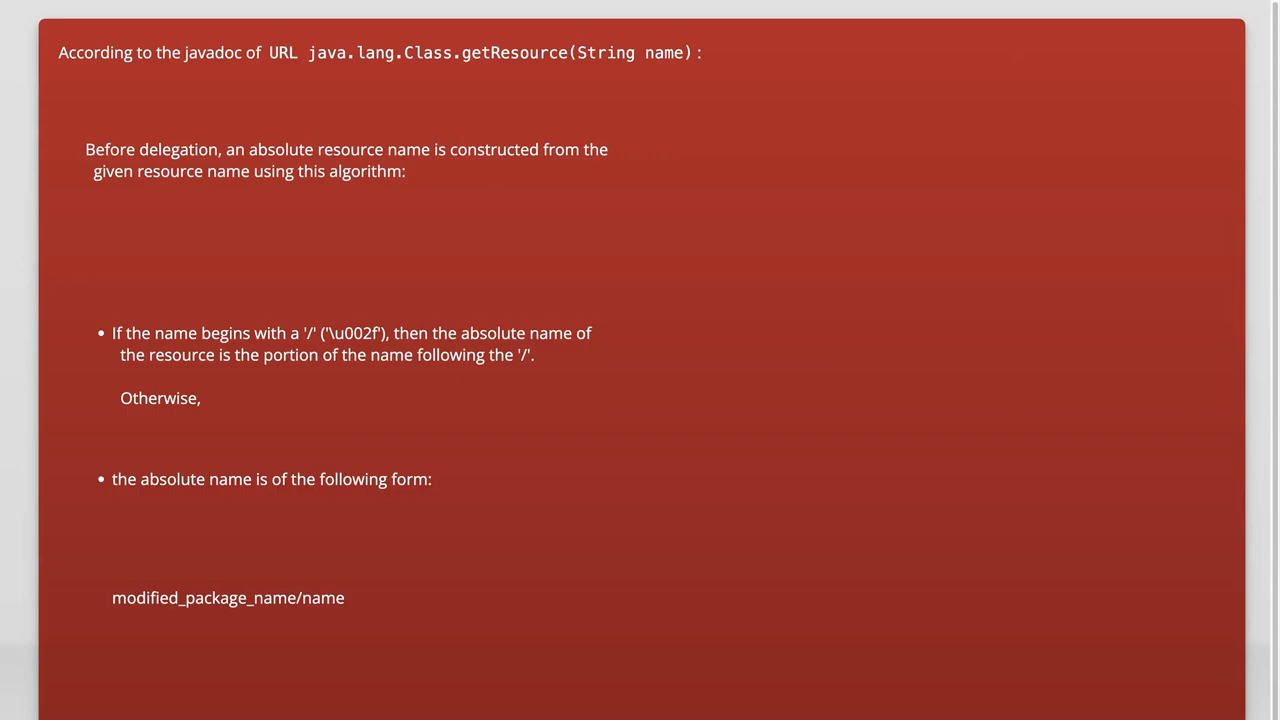 According to the javadoc of URL java.lang.Class.getResource(String name):
Before delegation, an absolute resource name is constructed from the
given resource name using this algorithm:
• If the name begins with a '/' ('\u002f'), then the absolute name of
the resource is the portion of the name following the '/'.
Otherwise,
• the absolute name is of the following form:
modified_package_name/name